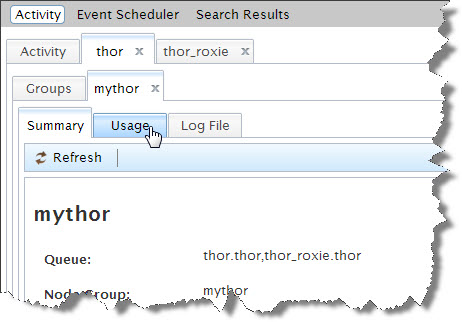 Activity Event Scheduler Search Results
Activity thor x thor_roxie x
Groups mythor x
Summary Usage Log File
Refresh
mythor
Queue: thor.thor,thor_roxie.thor
Node Group: mythor